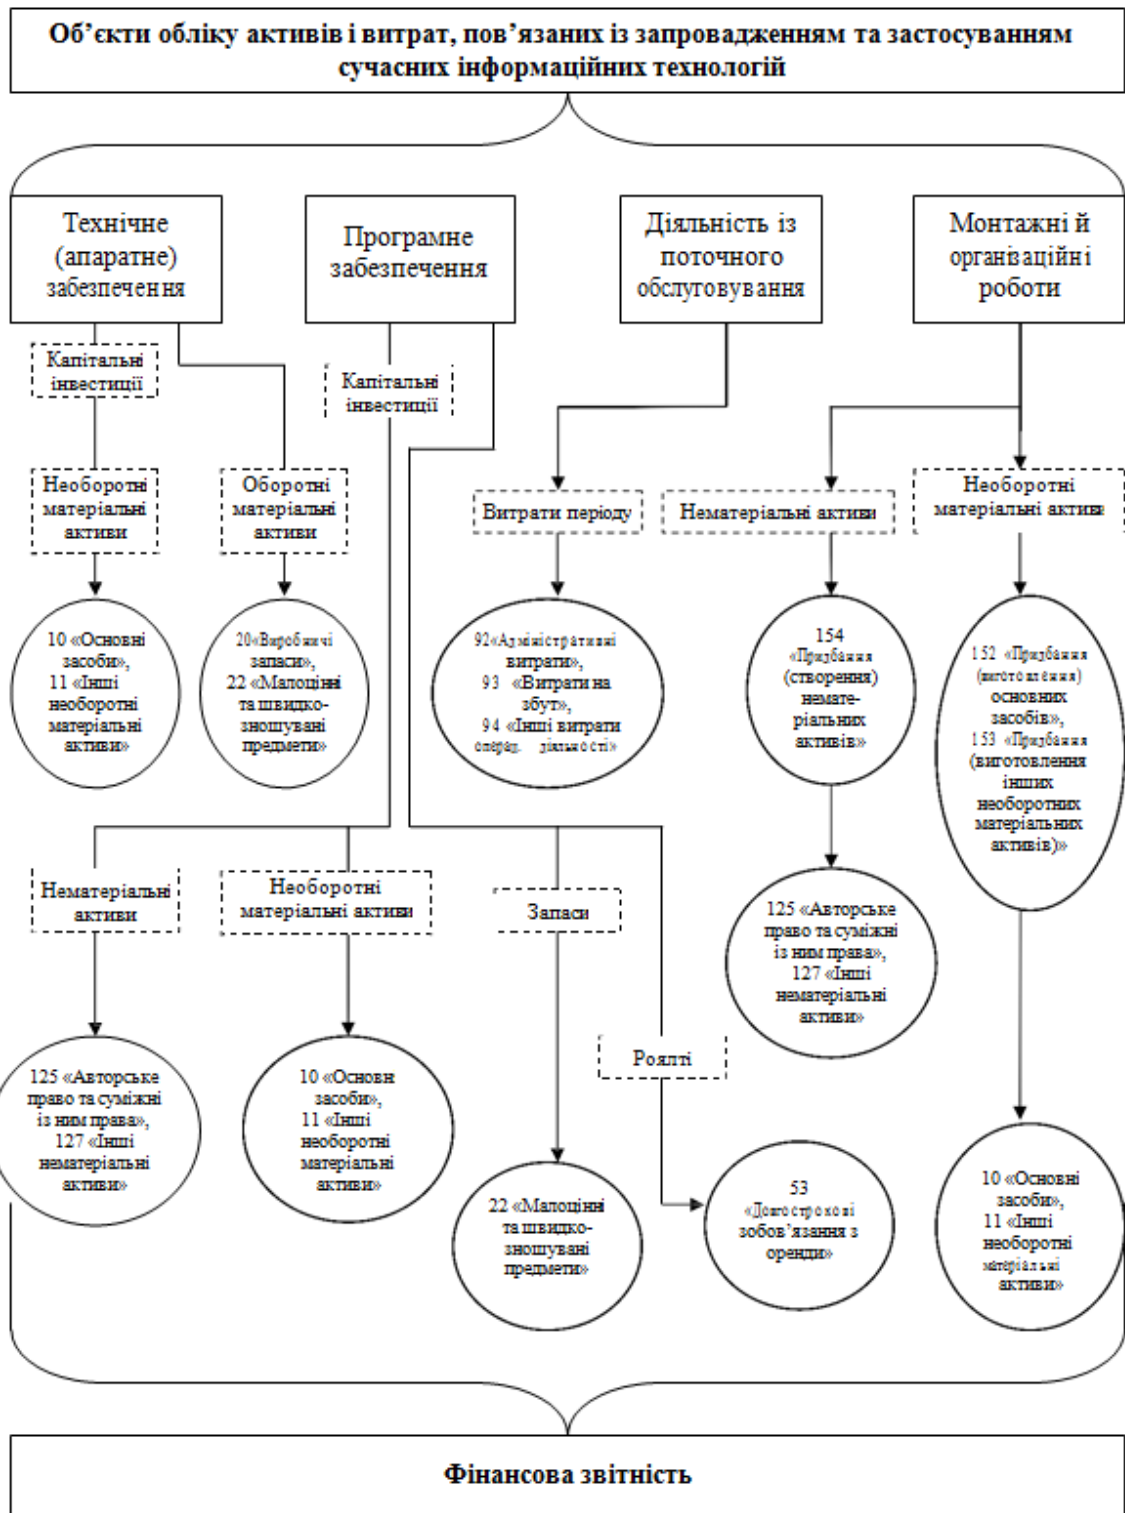 Об’єкти обліку активів і витрат, пов’язаних із запровадженням та застосуванням
сучасних інформаційних технологій
Технічне
(апаратне)
забезпечення
Програмне
забезпечення
Діяльність із
поточного
обслуговування
Монтажні й
організаційні
роботи
Капітальні
інвестиції
Капітальні
інвестиції
Необоротні
матеріальні
активи
Оборотні
матеріальні
активи
Витрати періоду
Нематеріальні активи
Необоротні
матеріальні активи
10 «Основні
засоби»,
11 «Інші
необоротні
матеріальні
активи»
20«Виробничі
запаси»,
22 «Малоцінні
та швидко-
зношувані
предмети»
92«Адміністративні
витрати»,
93 «Витрати на
збут»,
94 «Інші витрати
операц. діяльності»
154
«Придбання
(створення)
немате-
ріальних
активів»
152 «Придбання
(виготовлення)
основних
засобів»,
153 «Придбання
(виготовлення
інших
необоротних
матеріальних
активів)»
Нематеріальні
активи
Необоротні
матеріальні активи
Запаси
125 «Авторське
право та суміжні
із ним права»,
127 «Інші
нематеріальні
активи»
Роялті
125 «Авторське
право та суміжні
із ним права»,
127 «Інші
нематеріальні
активи»
10 «Основн
засоби»,
11 «Інші
необоротні
матеріальні
активи»
22 «Малоцінні
та швидко-
зношувані
предмети»
53
«Довгострокові
зобов’язання з
оренди»
10 «Основні
засоби»,
11 «Інші
необоротні
матеріальні
активи»
Фінансова звітність